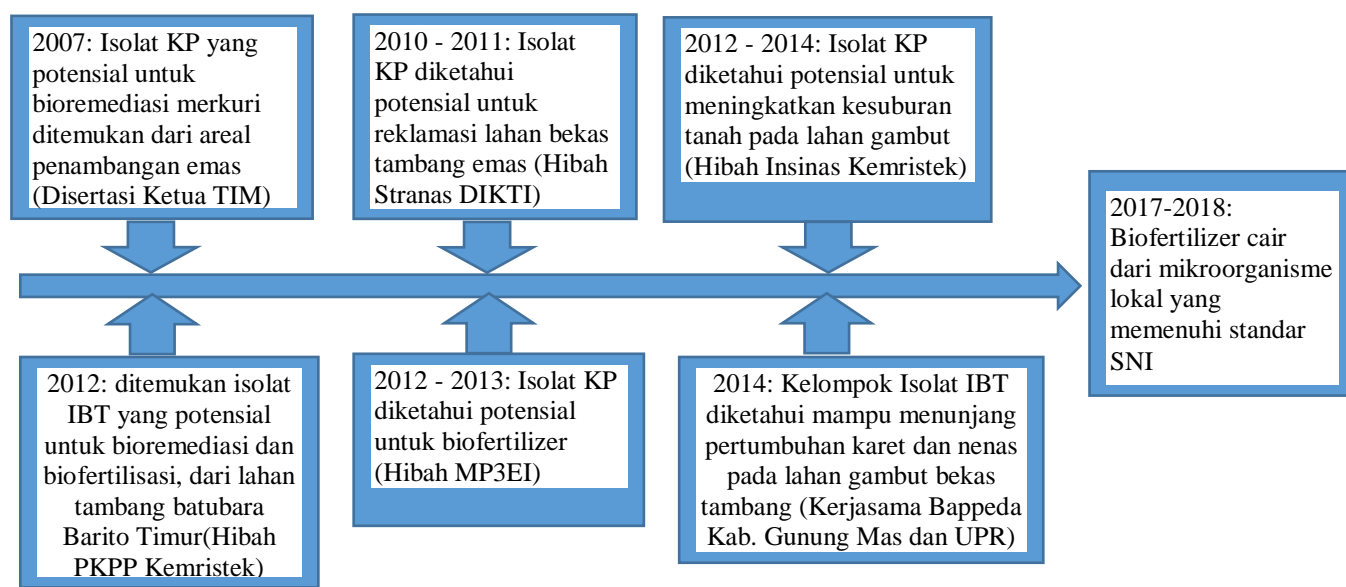 2007: Isolat KP yang
potensial untuk
bioremediasi merkuri
ditemukan dari areal
penambangan emas
(Disertasi Ketua TIM)
2010 - 2011: Isolat
KP diketahui
potensial untuk
reklamasi lahan bekas
tambang emas (Hibah
Stranas DIKTI)
2012 - 2014: Isolat KP
diketahui potensial untuk
meningkatkan kesuburan
tanah pada lahan gambut
(Hibah Insinas Kemristek)
2017-2018:
Biofertilizer cair
dari mikroorganisme
lokal yang
memenuhi standar
SNI
2012: ditemukan isolat
IBT yang potensial
untuk bioremediasi dan
biofertilisasi, dari lahan
tambang batubara
Barito Timur(Hibah
PKPP Kemristek)
2012 - 2013: Isolat KP
diketahui potensial
untuk biofertilizer
(Hibah MP3EI)
2014: Kelompok Isolat IBT
diketahui mampu menunjang
pertumbuhan karet dan nenas
pada lahan gambut bekas
tambang (Kerjasama Bappeda
Kab. Gunung Mas dan UPR)